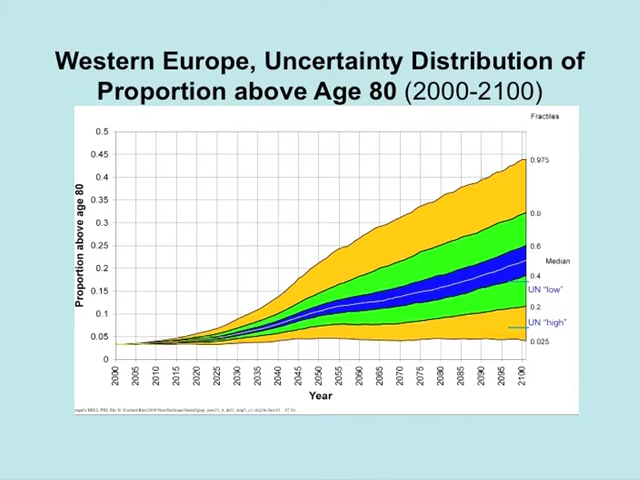 Western Europe, Uncertainty Distribution of
Proportion above Age 80 (2000-2100)
Fractiles
0.5
0.45
0.4
0.35
0.3
0.25
0.2
0.15
0.1
0.05
0
Proportion above age 80
0.975
0.8
0.6
Median
0.4
UN "low"
0.2
UN "high"
0.025
2000 2005 2010 2015 2020 2025 2030 2035 2040 2045 2050 2055 2060 2065 2070 2075 2080 2085 2090 2095 2100
Year